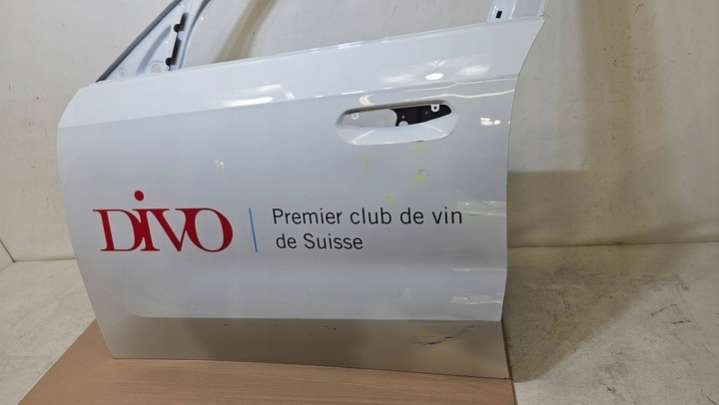 DIVO
Premier club de vin
de Suisse